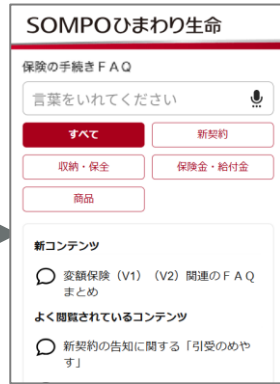 SOMPOひまわり生命
保険の手続きＦＡＱ
言葉をいれてください
すべて
新契約
収納・保全
保険金・給付金
商品
新コンテンツ
変額保険（V1）（V2）関連のＦＡＱ
まとめ
よく閲覧されているコンテンツ
新契約の告知に関する「引受のめや
す」